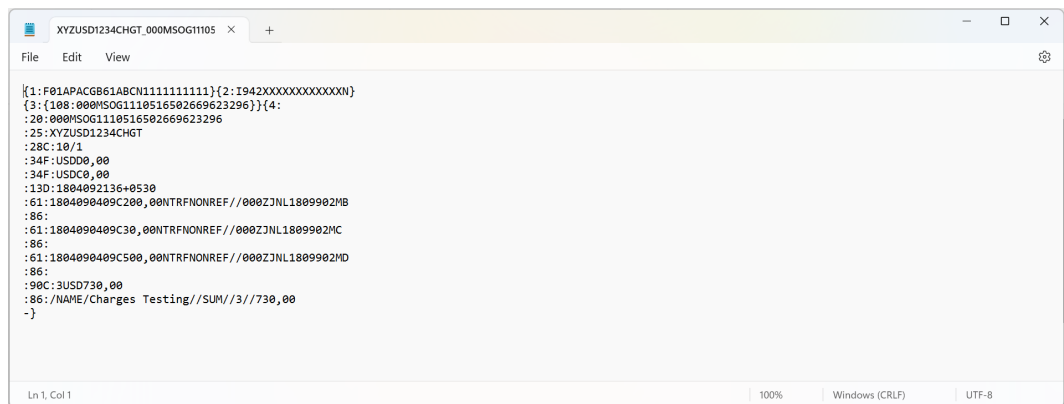 XYZUSD1234CHGT_000MSOG11105
File Edit View
{1:F01APACGB61ABCN1111111111}{2:I942XXXXXXXXXXXXN}
{3:{108:000MSOG1110516502669623296}}{4:
:20:000MSOG1110516502669623296
:25:XYZUSD1234CHGT
:28C:10/1
:34F:USDD0,00
:34F:USDC0,00
:13D:1804092136+0530
:61:1804090409C200,00NTRFNONREF//000ZJNL1809902MB
:86:
:61:1804090409C30,00NTRFNONREF//000ZJNL1809902MC
:86:
:61:1804090409C500,00NTRFNONREF//000ZJNL1809902MD
:86:
:90C:3USD730,00
:86:/NAME/Charges Testing//SUM//3//730,00
-}
Ln 1, Col 1 100% Windows (CRLF) UTF-8